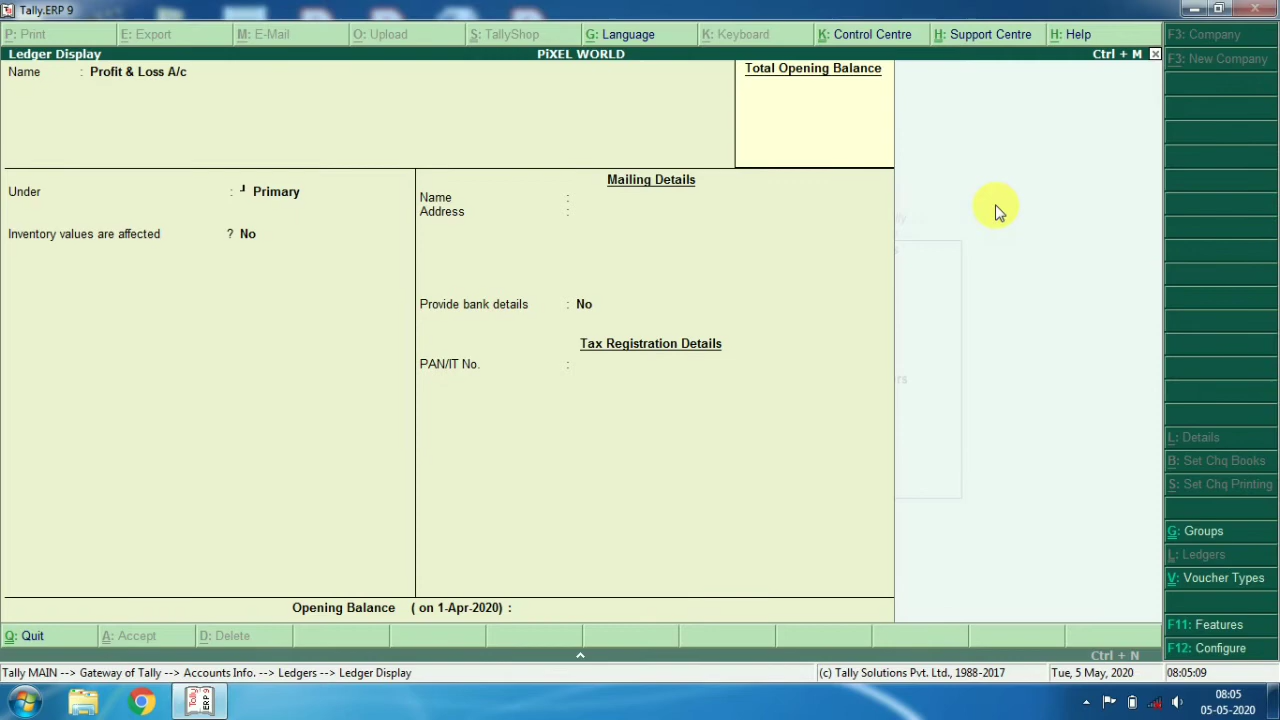 Tally.ERP 9
P: Print E: Export M: E-Mail O: Upload S: TallyShop G: Language K: Keyboard K: Control Centre H: Support Centre H: Help F3: Company
Ledger Display PiXEL WORLD Ctrl + M F3: New Company
Name : Profit & Loss A/c
Total Opening Balance
Under : ┘ Primary
Mailing Details
Name :
Address :
Inventory values are affected ? No
Provide bank details : No
Tax Registration Details
PAN/IT No. :
L: Details
B: Set Chq Books
S: Set Chq Printing
G: Groups
L: Ledgers
V: Voucher Types
Opening Balance ( on 1-Apr-2020) :
F11: Features
Q: Quit A: Accept D: Delete
F12: Configure
Ctrl + N
Tally MAIN --> Gateway of Tally --> Accounts Info. --> Ledgers --> Ledger Display (c) Tally Solutions Pvt. Ltd., 1988-2017 Tue, 5 May, 2020 08:05:09
Tally ERP 9
08:05
05-05-2020